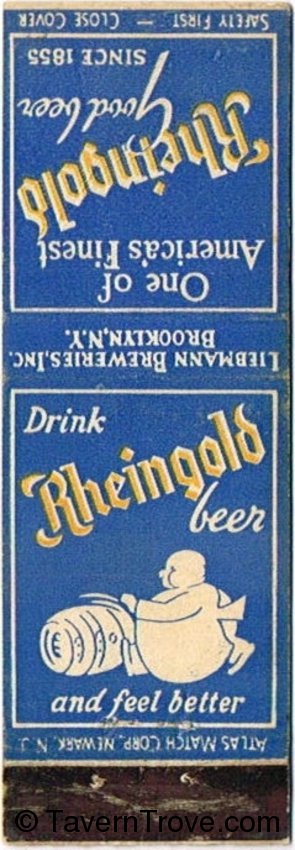 SAFETY FIRST — CLOSE COVER
One of
America's Finest
Rheingold
Good beer
SINCE 1855
LIEBMANN BREWERIES, INC.
BROOKLYN, N.Y.
Drink
Rheingold
beer
and feel better
ATLAS MATCH CORP. NEWARK, N. J.
© TavernTrove.com